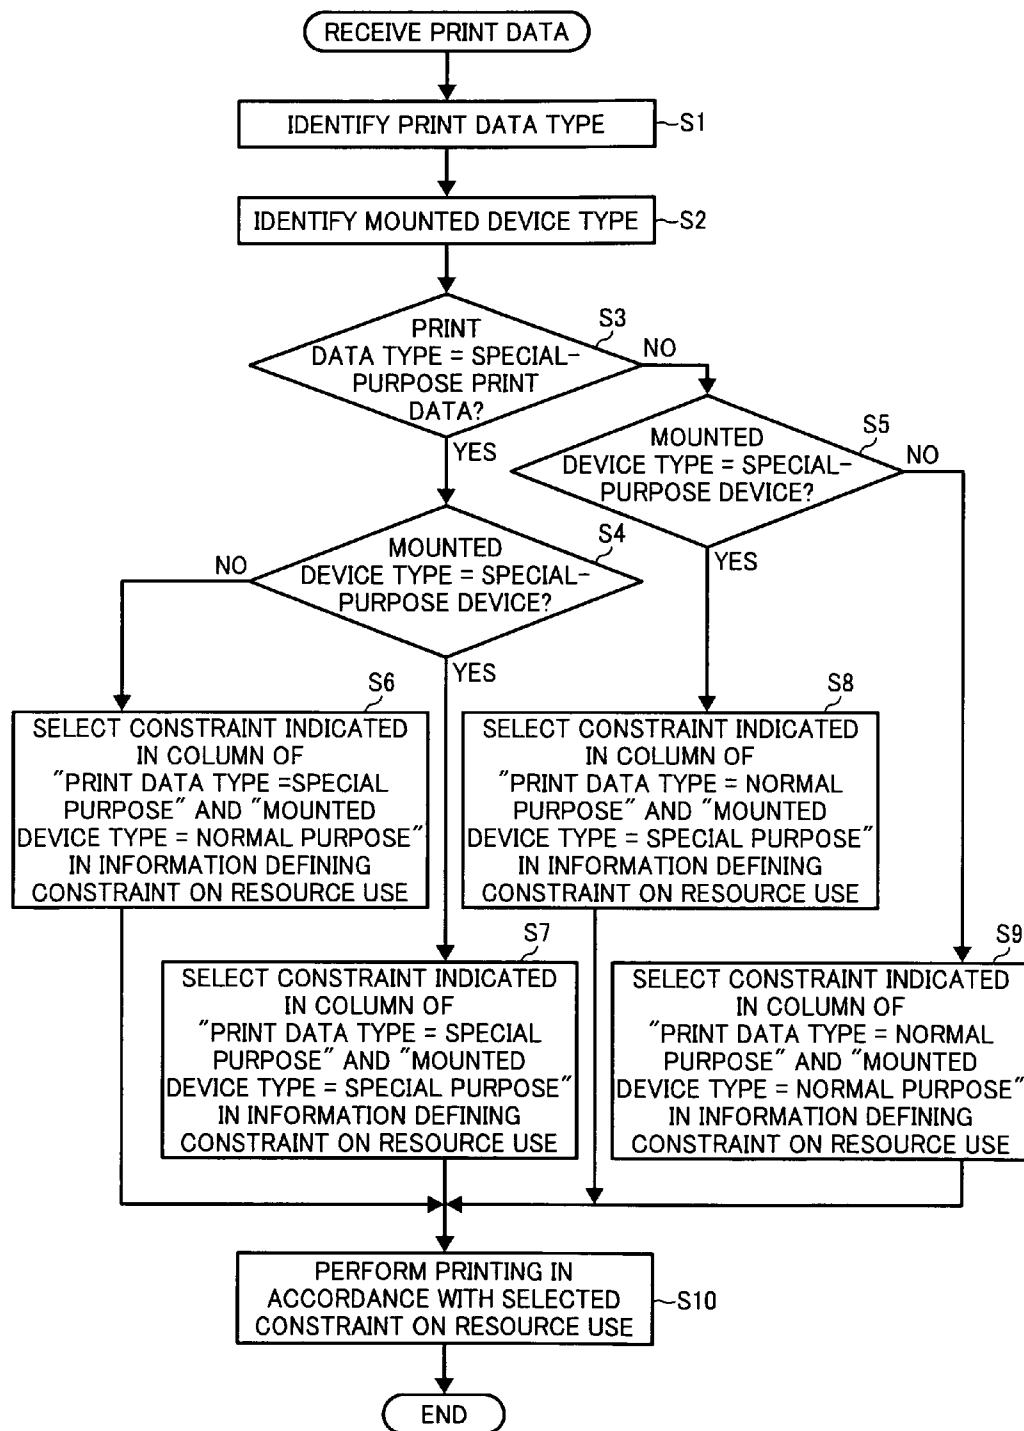 RECEIVE PRINT DATA
IDENTIFY PRINT DATA TYPE
S1
IDENTIFY MOUNTED DEVICE TYPE
S2
S3
PRINT
DATA TYPE = SPECIAL-
PURPOSE PRINT
DATA?
NO
YES
S5
MOUNTED
DEVICE TYPE = SPECIAL-
PURPOSE DEVICE?
NO
YES
S4
MOUNTED
DEVICE TYPE = SPECIAL-
PURPOSE DEVICE?
NO
YES
S6
SELECT CONSTRAINT INDICATED
IN COLUMN OF
"PRINT DATA TYPE =SPECIAL
PURPOSE" AND "MOUNTED
DEVICE TYPE = NORMAL PURPOSE"
IN INFORMATION DEFINING
CONSTRAINT ON RESOURCE USE
S8
SELECT CONSTRAINT INDICATED
IN COLUMN OF
"PRINT DATA TYPE = NORMAL
PURPOSE" AND "MOUNTED
DEVICE TYPE = SPECIAL PURPOSE"
IN INFORMATION DEFINING
CONSTRAINT ON RESOURCE USE
S7
SELECT CONSTRAINT INDICATED
IN COLUMN OF
"PRINT DATA TYPE = SPECIAL
PURPOSE" AND "MOUNTED
DEVICE TYPE = SPECIAL PURPOSE"
IN INFORMATION DEFINING
CONSTRAINT ON RESOURCE USE
S9
SELECT CONSTRAINT INDICATED
IN COLUMN OF
"PRINT DATA TYPE = NORMAL
PURPOSE" AND "MOUNTED
DEVICE TYPE = NORMAL PURPOSE"
IN INFORMATION DEFINING
CONSTRAINT ON RESOURCE USE
PERFORM PRINTING IN
ACCORDANCE WITH SELECTED
CONSTRAINT ON RESOURCE USE
S10
END